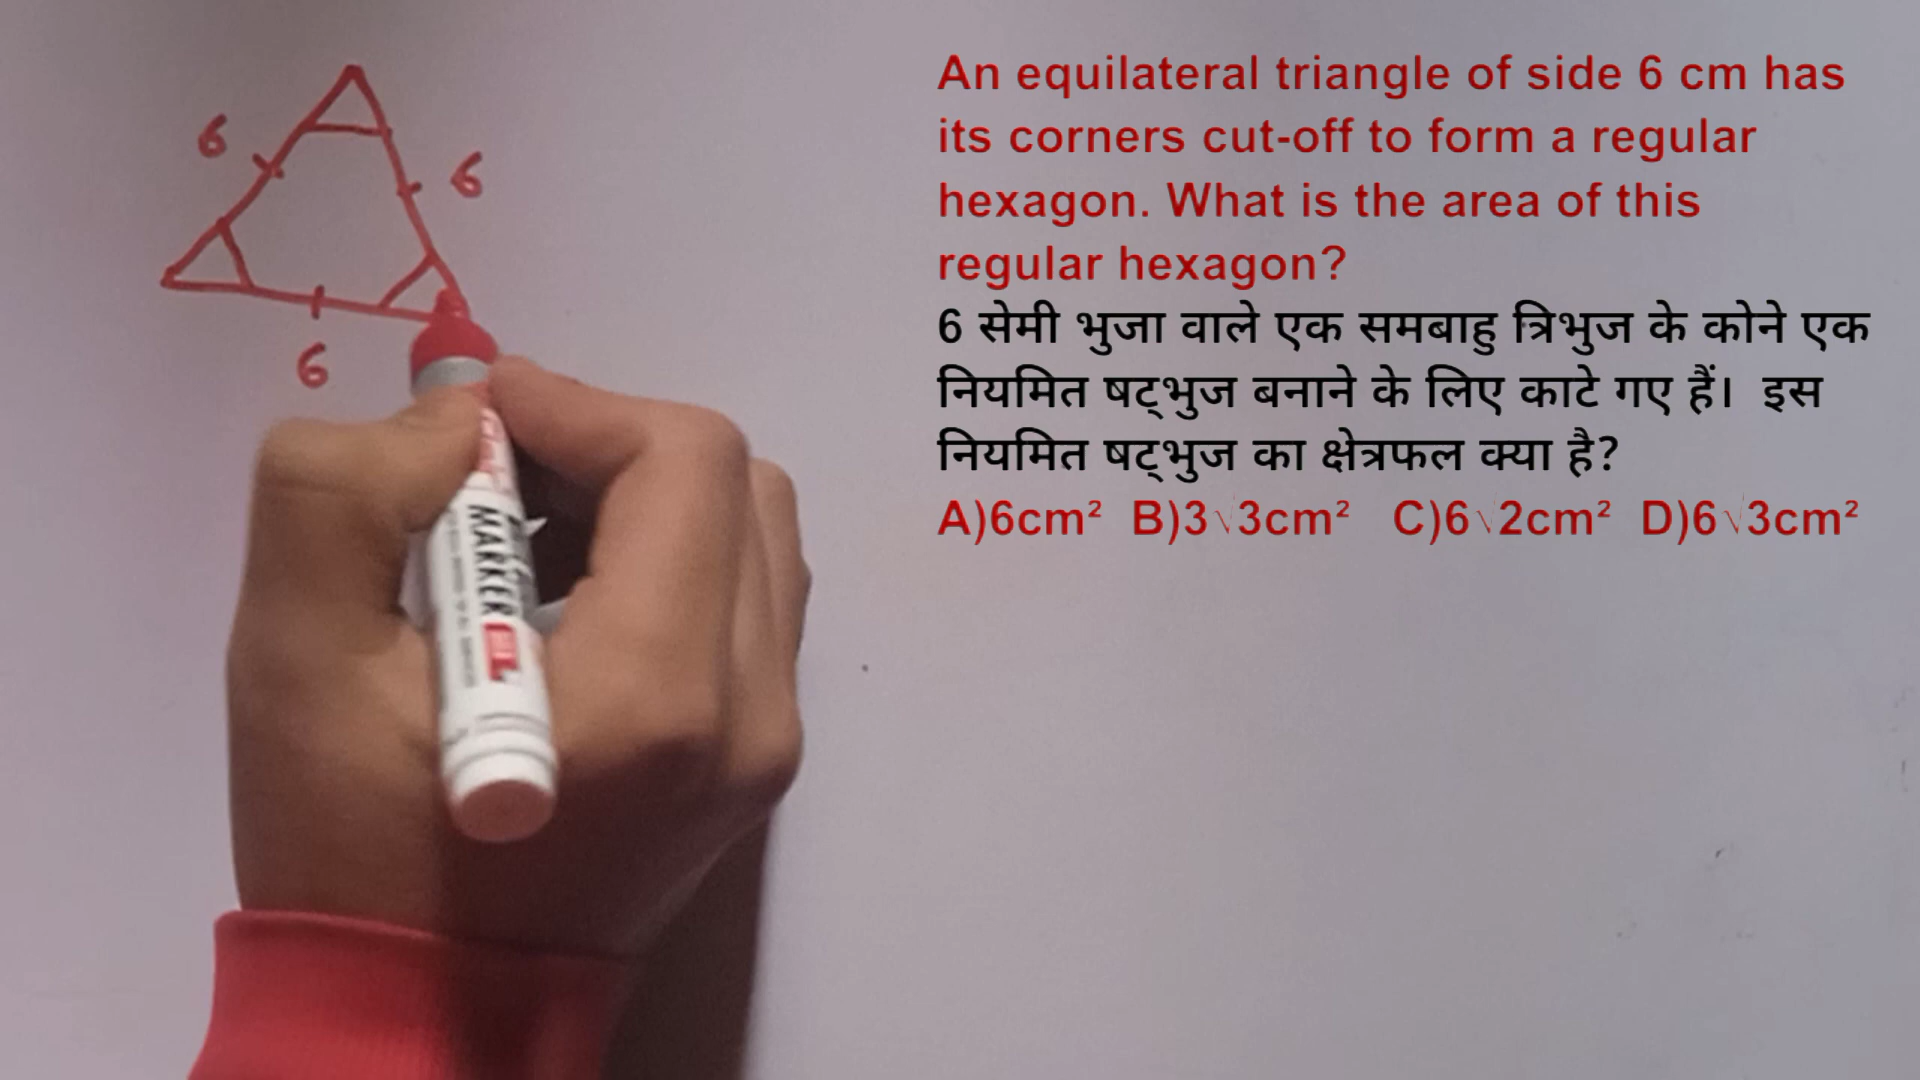 6
6
6
MARKER
An equilateral triangle of side 6 cm has
its corners cut-off to form a regular
hexagon. What is the area of this
regular hexagon?
6 सेमी भुजा वाले एक समबाहु त्रिभुज के कोने एक
नियमित षट्भुज बनाने के लिए काटे गए हैं। इस
नियमित षट्भुज का क्षेत्रफल क्या है?
A)6cm² B)3√3cm² C)6√2cm² D)6√3cm²